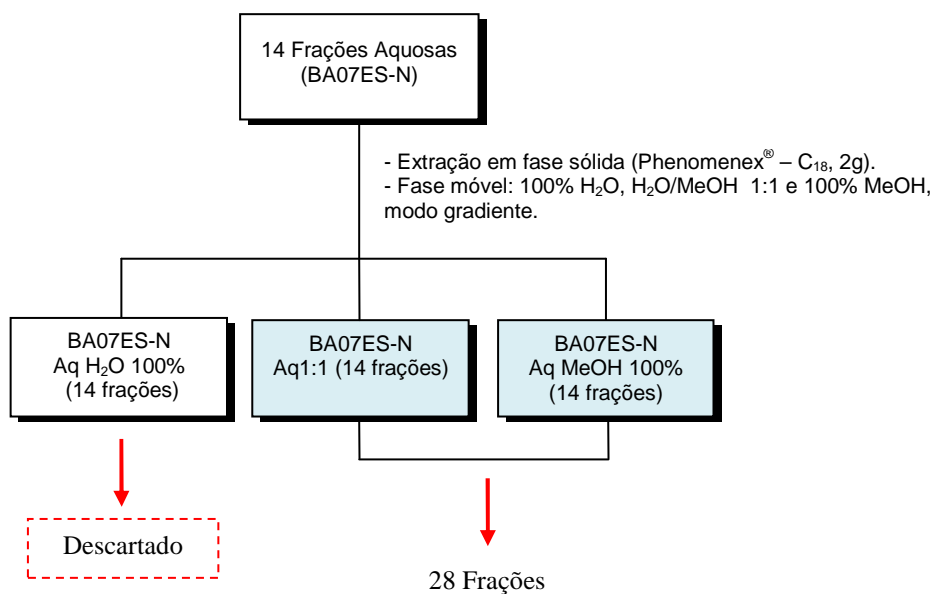 14 Frações Aquosas
(BA07ES-N)
- Extração em fase sólida (Phenomenex® – C₁₈, 2g).
- Fase móvel: 100% H₂O, H₂O/MeOH 1:1 e 100% MeOH,
modo gradiente.
BA07ES-N
Aq H₂O 100%
(14 frações)
BA07ES-N
Aq1:1 (14 frações)
BA07ES-N
Aq MeOH 100%
(14 frações)
Descartado
28 Frações